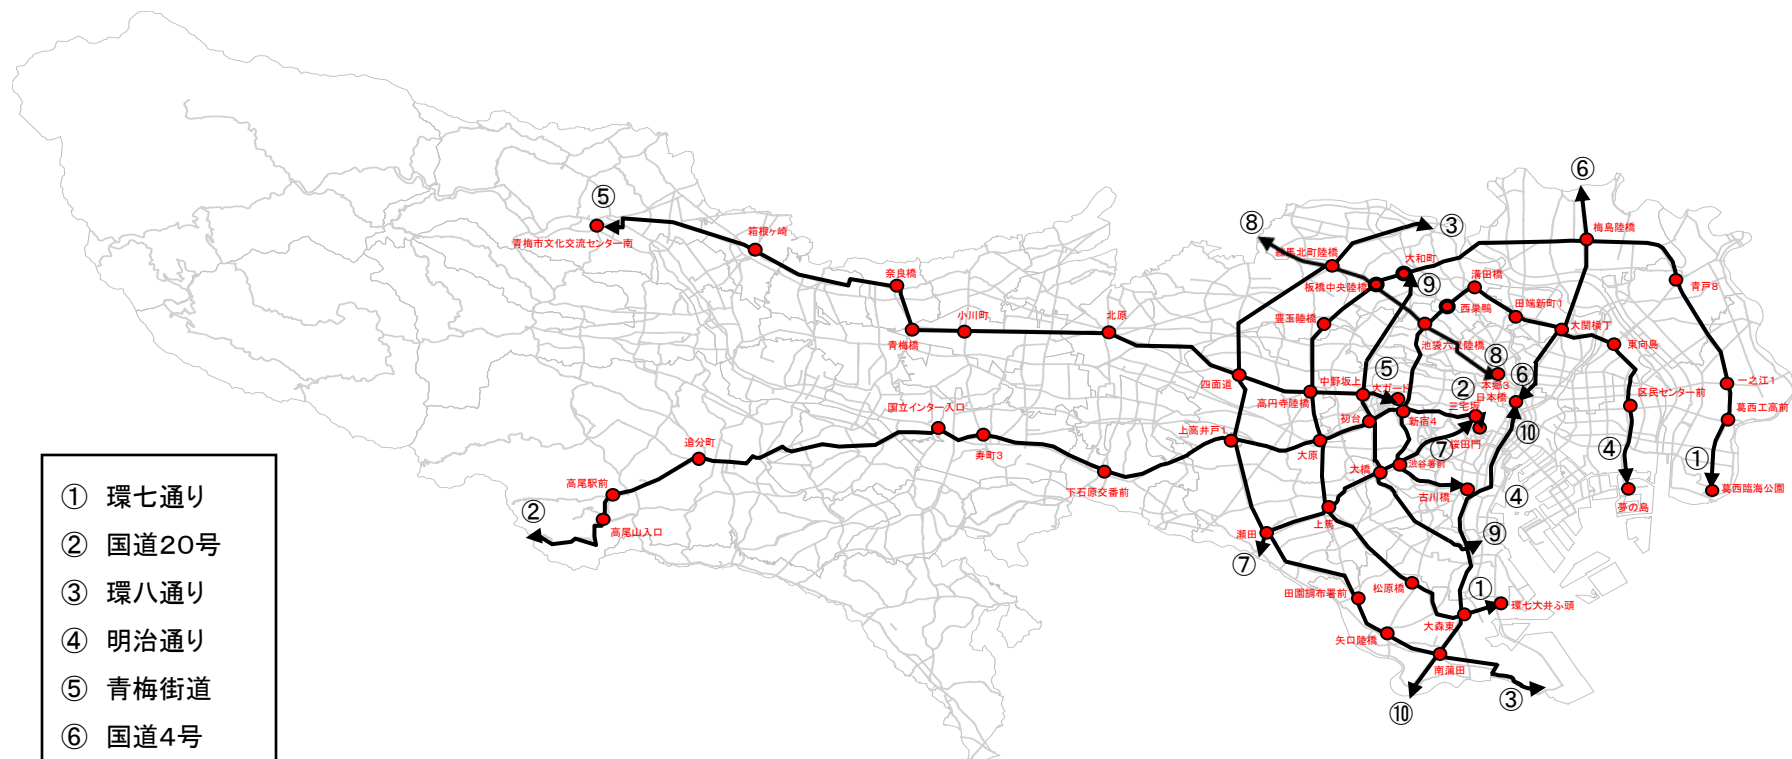 ⑥
⑤
⑧
③
梅島陸橋
箱根ヶ崎
青梅市文化交流センター南
練馬北町陸橋
大和町
奈良橋
板橋中央陸橋
⑨
溝田橋
青戸8
西巣鴨
田端新町1
小川町
北原
豊玉陸橋
大関横丁
青梅橋
池袋六又陸橋
東向島
⑧
四面道
中野坂上
⑤
大ガード
②
本郷3
⑥
一之江1
高円寺陸橋
日本橋
区民センター前
国立インター入口
三宅坂
葛西工高前
初台
新宿4
⑩
上高井戸1
追分町
大原
⑦
桜田門
④
寿町3
大橋
渋谷署前
①
高尾駅前
下石原交番前
古川橋
④
葛西臨海公園
夢の島
②
高尾山入口
上馬
瀬田
⑨
⑦
田園調布署前
松原橋
①
環七大井ふ頭
大森東
矢口陸橋
南蒲田
③
⑩
① 環七通り
② 国道20号
③ 環八通り
④ 明治通り
⑤ 青梅街道
⑥ 国道4号